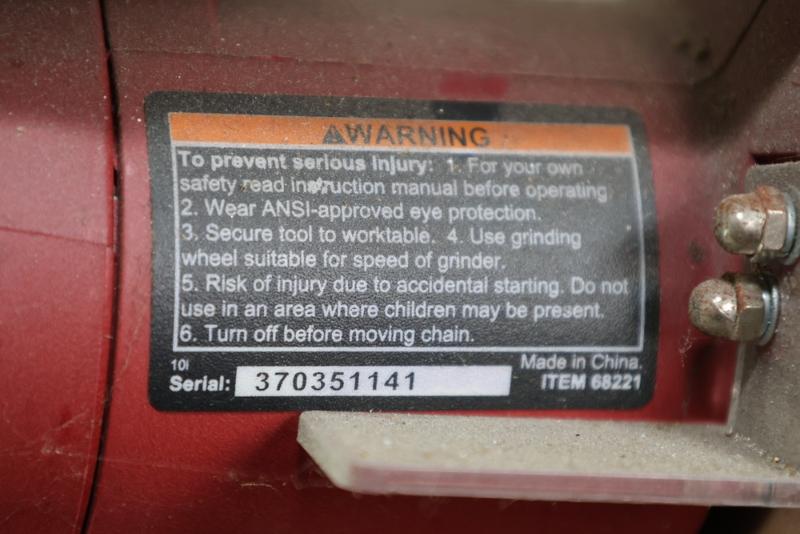 ⚠WARNING
To prevent serious injury: 1. For your own
safety read instruction manual before operating.
2. Wear ANSI-approved eye protection.
3. Secure tool to worktable. 4. Use grinding
wheel suitable for speed of grinder.
5. Risk of injury due to accidental starting. Do not
use in an area where children may be present.
6. Turn off before moving chain.
10i
Made in China.
Serial: 370351141
ITEM 68221